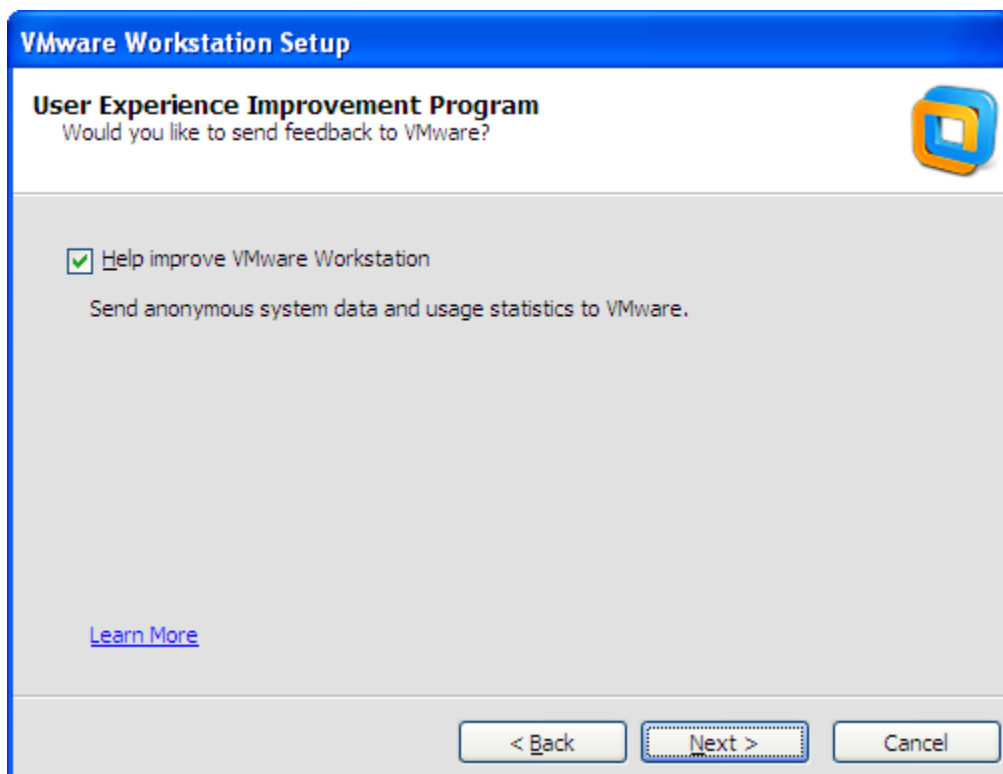 VMware Workstation Setup
User Experience Improvement Program
Would you like to send feedback to VMware?
Help improve VMware Workstation
Send anonymous system data and usage statistics to VMware.
Learn More
< Back Next > Cancel